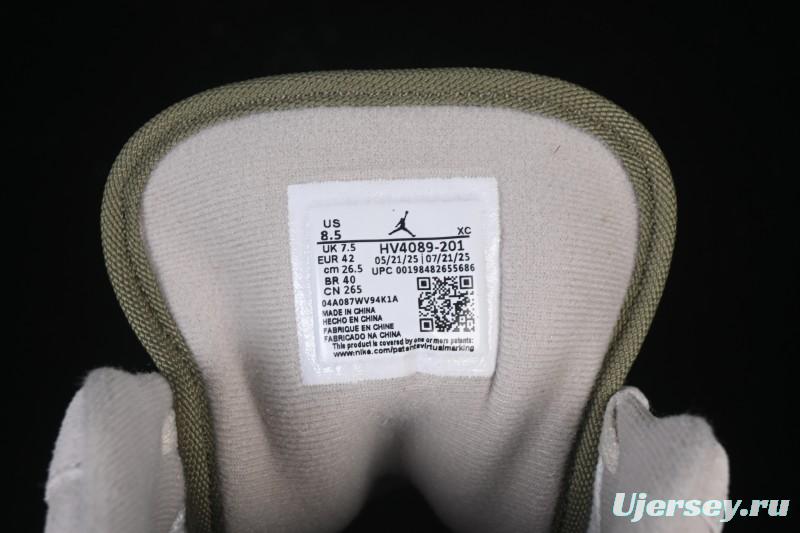 US
8.5
XC
UK 7.5
HV4089-201
EUR 42
05/21/25 | 07/21/25
cm 26.5
UPC 00198482655686
BR 40
CN 265
04A087WV94K1A
MADE IN CHINA
HECHO EN CHINA
FABRIQUE EN CHINE
FABRICADO NA CHINA
This product is covered by one or more patents:
www.nike.com/patentsvirtualmarking
Ujersey.ru